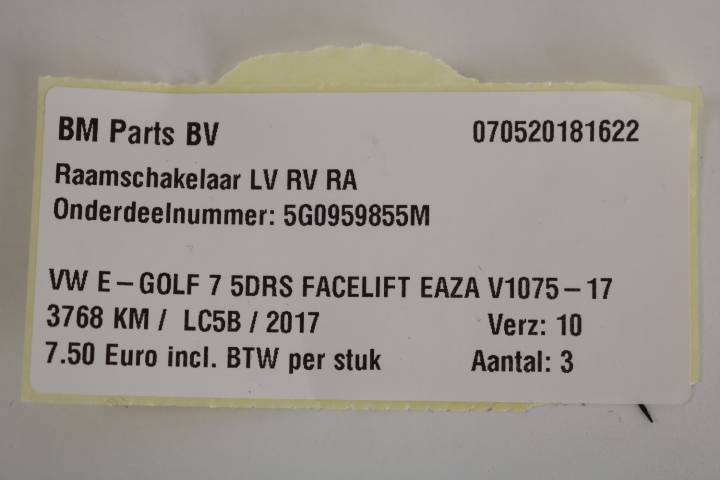 BM Parts BV 070520181622
Raamschakelaar LV RV RA
Onderdeelnummer: 5G0959855M
VW E-GOLF 7 5DRS FACELIFT EAZA V1075-17
3768 KM / LC5B / 2017 Verz: 10
7.50 Euro incl. BTW per stuk Aantal: 3